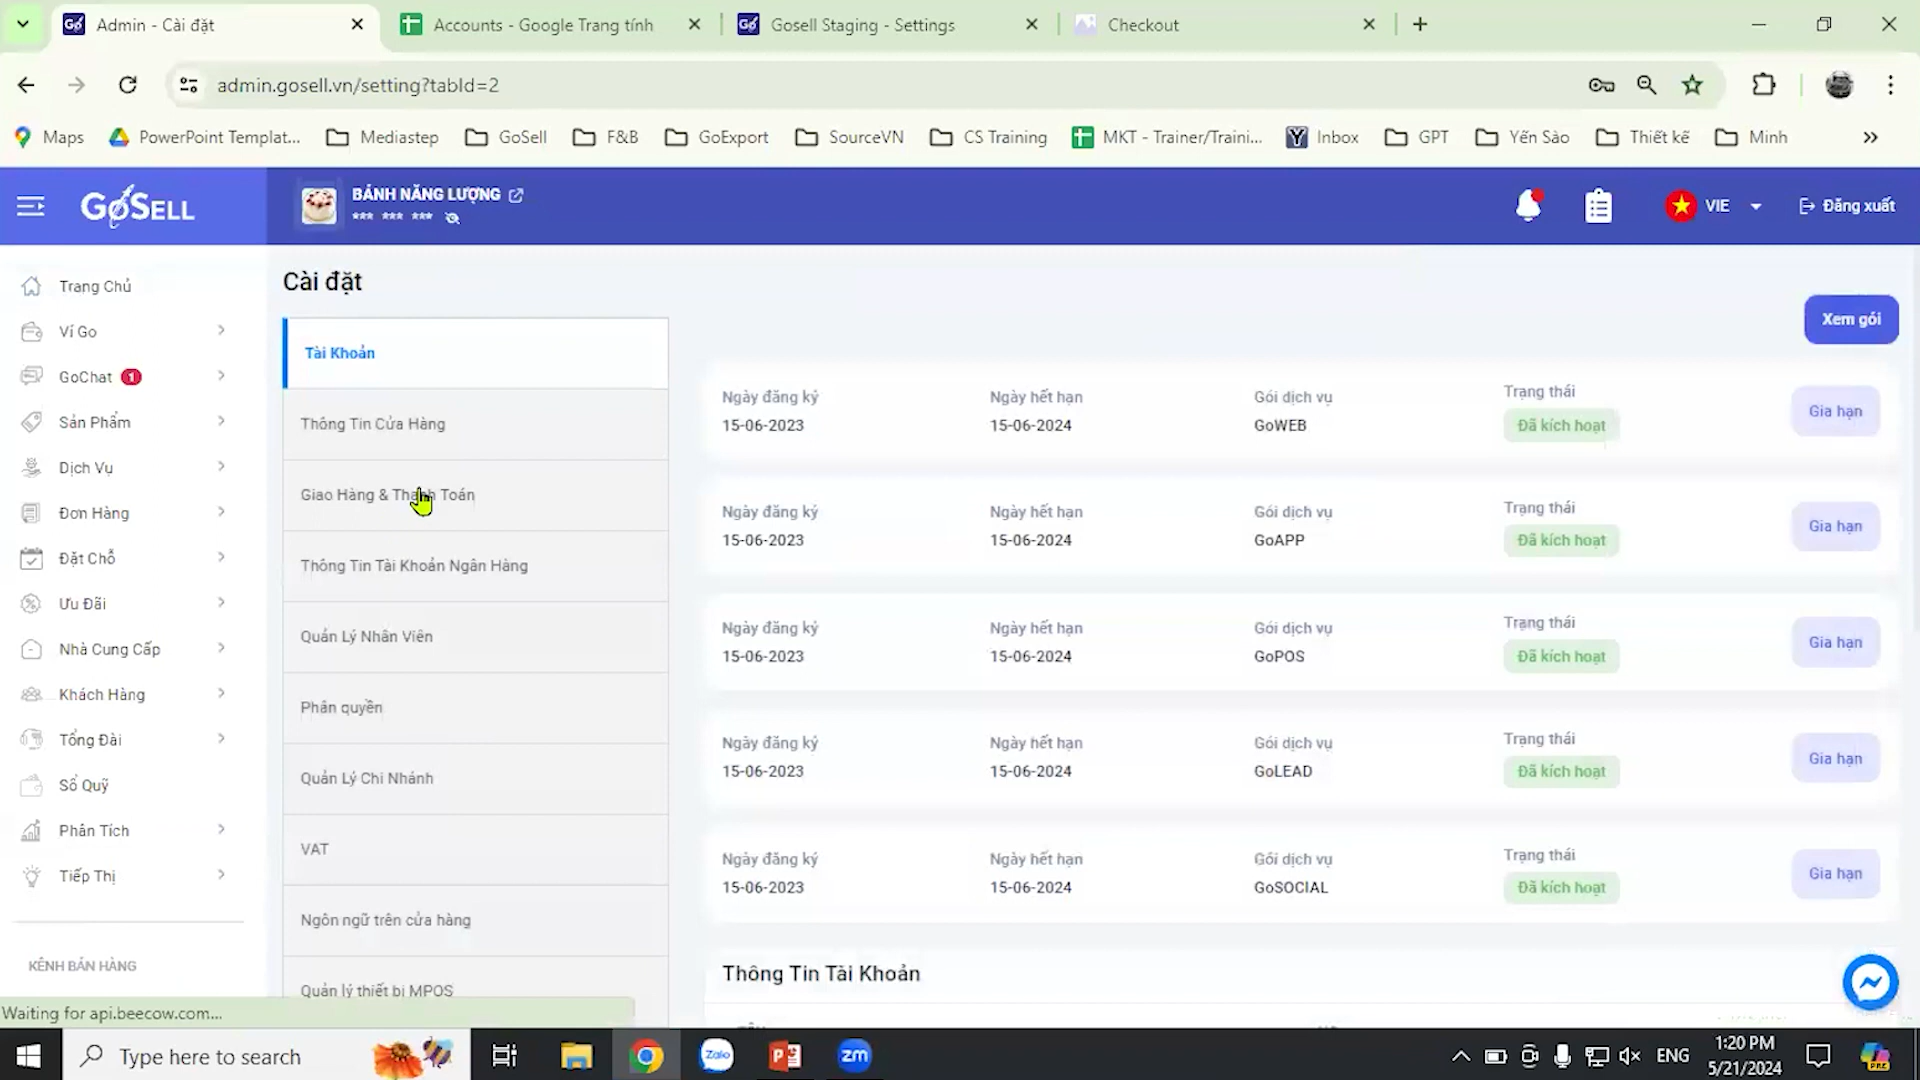 Admin - Cài đặt
Accounts - Google Trang tính
Gosell Staging - Settings
Checkout
admin.gosell.vn/setting?tabId=2
Maps
PowerPoint Templat...
Mediastep
GoSell
F&B
GoExport
SourceVN
CS Training
MKT - Trainer/Traini...
Inbox
GPT
Yến Sào
Thiết kế
Minh
GOSELL
BÁNH NĂNG LƯỢNG
*** *** ***
VIE
Đăng xuất
Trang Chủ
Ví Go
GoChat 1
Sản Phẩm
Dịch Vụ
Đơn Hàng
Đặt Chỗ
Ưu Đãi
Nhà Cung Cấp
Khách Hàng
Tổng Đài
Sổ Quỹ
Phân Tích
Tiếp Thị
KÊNH BÁN HÀNG
Cài đặt
Tài Khoản
Thông Tin Cửa Hàng
Giao Hàng & Thanh Toán
Thông Tin Tài Khoản Ngân Hàng
Quản Lý Nhân Viên
Phân quyền
Quản Lý Chi Nhánh
VAT
Ngôn ngữ trên cửa hàng
Quản lý thiết bị MPOS
Xem gói
Ngày đăng ký
Ngày hết hạn
Gói dịch vụ
Trạng thái
15-06-2023
15-06-2024
GoWEB
Đã kích hoạt
Gia hạn
Ngày đăng ký
Ngày hết hạn
Gói dịch vụ
Trạng thái
15-06-2023
15-06-2024
GoAPP
Đã kích hoạt
Gia hạn
Ngày đăng ký
Ngày hết hạn
Gói dịch vụ
Trạng thái
15-06-2023
15-06-2024
GoPOS
Đã kích hoạt
Gia hạn
Ngày đăng ký
Ngày hết hạn
Gói dịch vụ
Trạng thái
15-06-2023
15-06-2024
GoLEAD
Đã kích hoạt
Gia hạn
Ngày đăng ký
Ngày hết hạn
Gói dịch vụ
Trạng thái
15-06-2023
15-06-2024
GoSOCIAL
Đã kích hoạt
Gia hạn
Thông Tin Tài Khoản
Waiting for api.beecow.com...
Type here to search
Zalo
zm
ENG
1:20 PM
5/21/2024
PRE